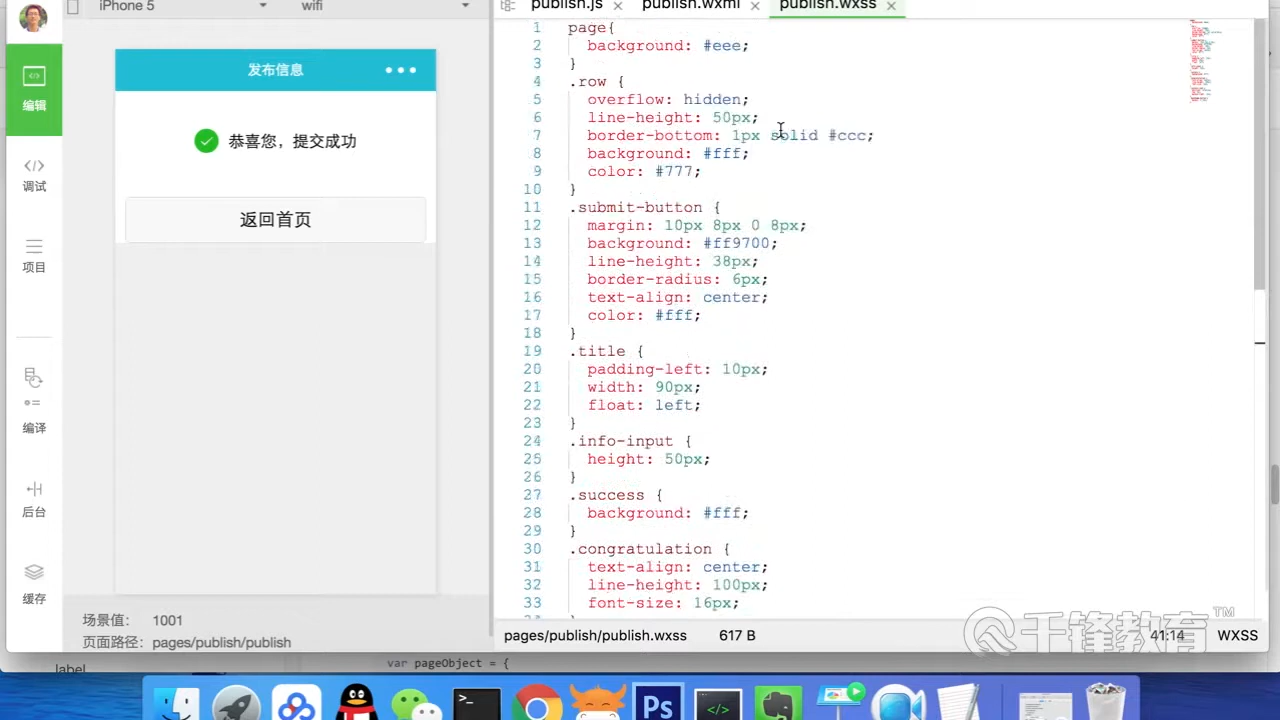 iPhone 5
wifi
publish.js
publish.wxml
publish.wxss
编辑
调试
项目
编译
后台
缓存
发布信息
恭喜您，提交成功
返回首页
场景值： 1001
页面路径： pages/publish/publish
1 page{
2 background: #eee;
3 }
4 .row {
5 overflow: hidden;
6 line-height: 50px;
7 border-bottom: 1px solid #ccc;
8 background: #fff;
9 color: #777;
10 }
11 .submit-button {
12 margin: 10px 8px 0 8px;
13 background: #ff9700;
14 line-height: 38px;
15 border-radius: 6px;
16 text-align: center;
17 color: #fff;
18 }
19 .title {
20 padding-left: 10px;
21 width: 90px;
22 float: left;
23 }
24 .info-input {
25 height: 50px;
26 }
27 .success {
28 background: #fff;
29 }
30 .congratulation {
31 text-align: center;
32 line-height: 100px;
33 font-size: 16px;
pages/publish/publish.wxss 617 B
41:14 WXSS
千锋教育 TM
label
var pageObject = {
Ps